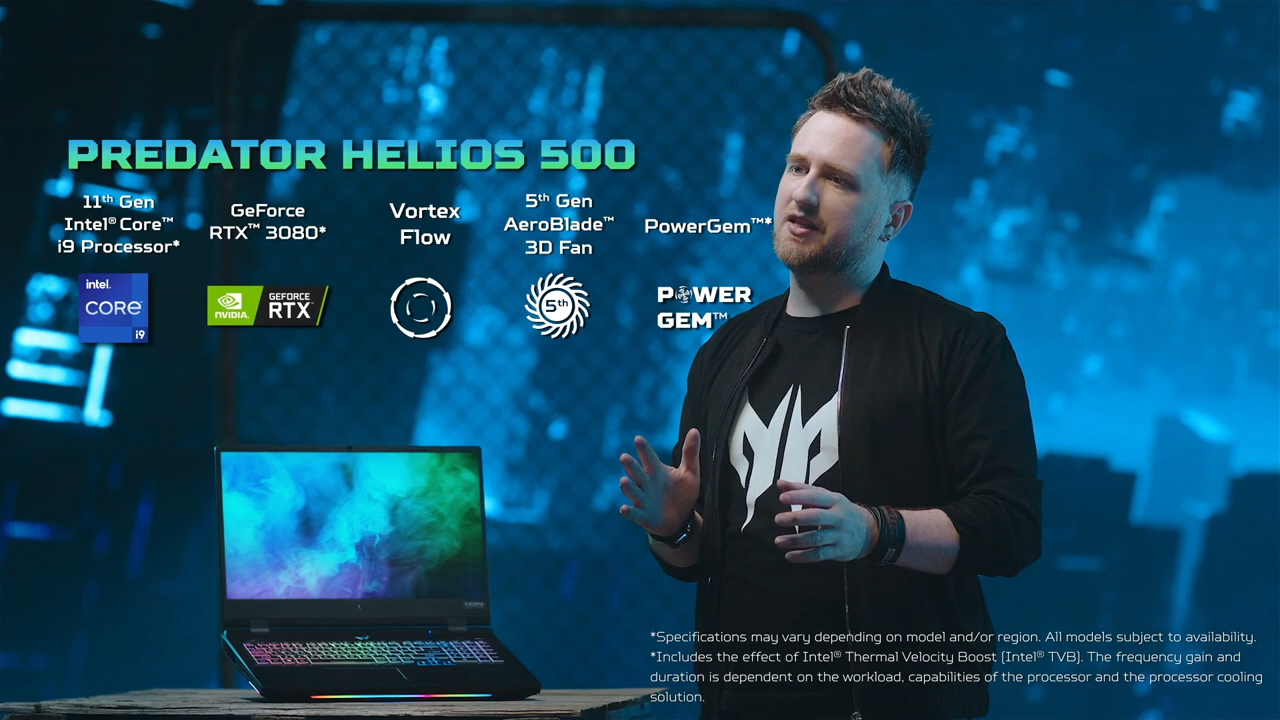 PREDATOR HELIOS 500
11th Gen
Intel® Core™
i9 Processor*
GeForce
RTX™ 3080*
Vortex
Flow
5th Gen
AeroBlade™
3D Fan
PowerGem™*
intel.
CORE™
i9
NVIDIA.
GEFORCE
RTX™
5th
POWER
GEM™
HDMI
*Specifications may vary depending on model and/or region. All models subject to availability.
*Includes the effect of Intel® Thermal Velocity Boost (Intel® TVB). The frequency gain and
duration is dependent on the workload, capabilities of the processor and the processor cooling
solution.